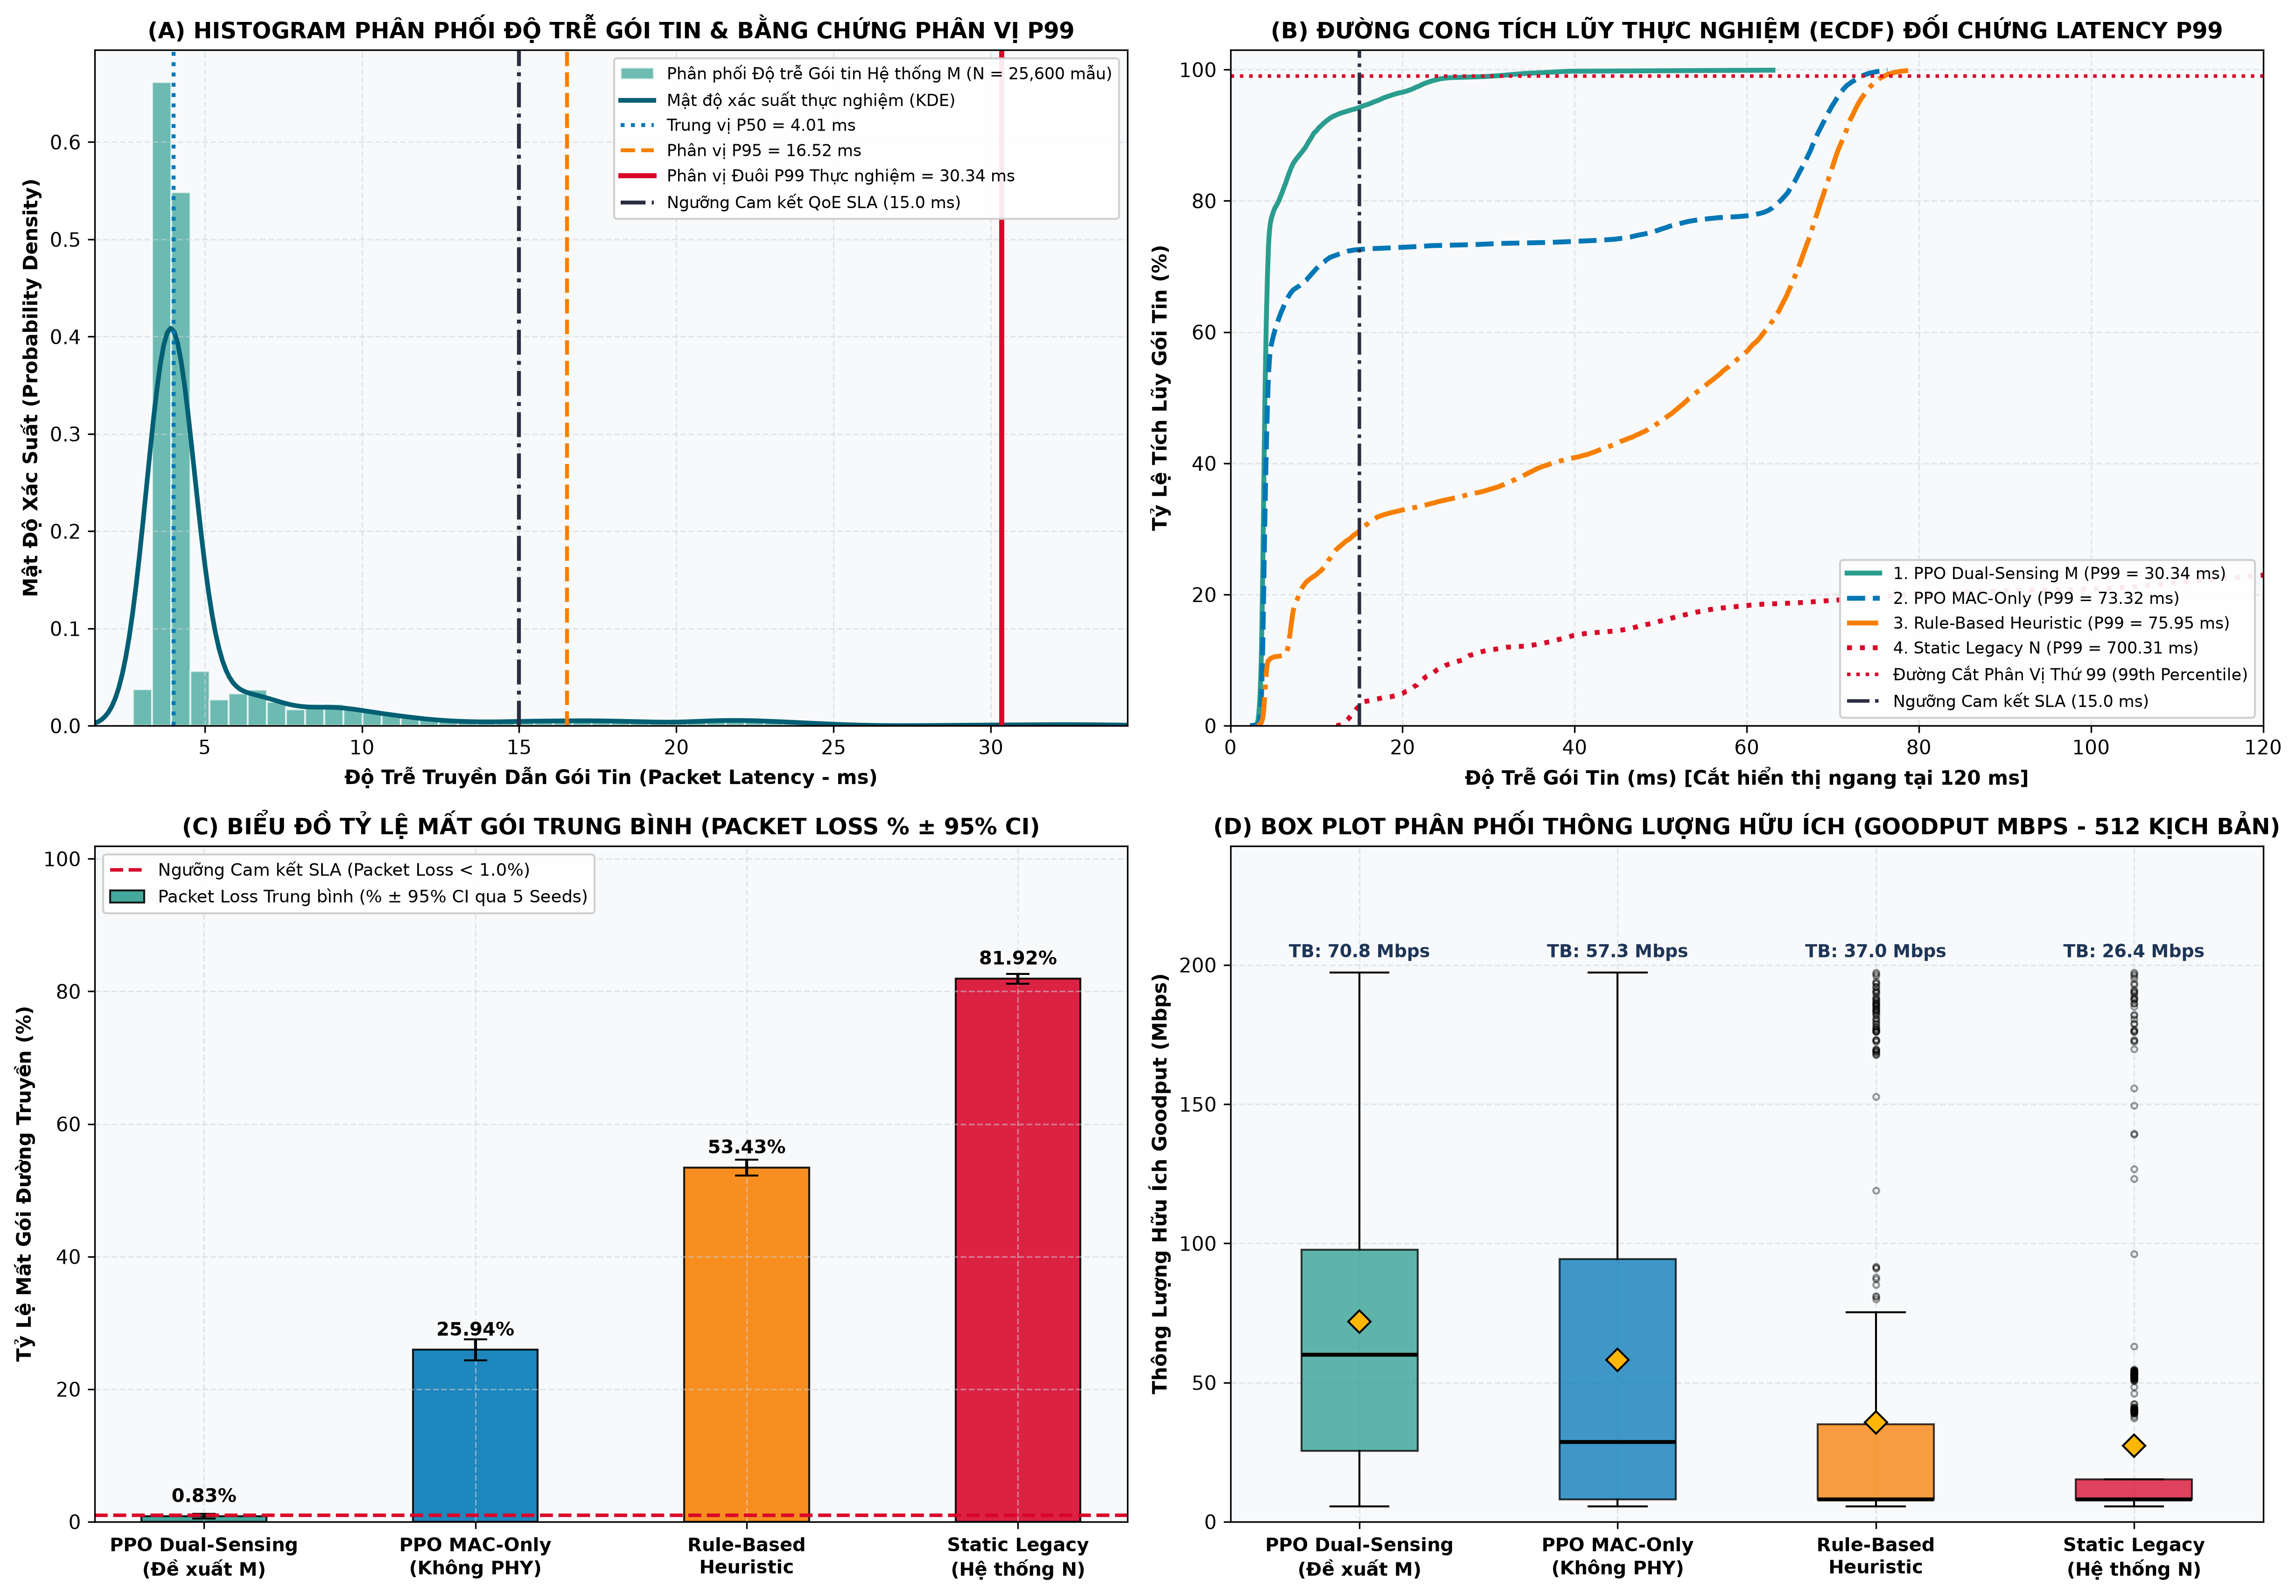 (A) HISTOGRAM PHÂN PHỐI ĐỘ TRỄ GÓI TIN & BẰNG CHỨNG PHÂN VỊ P99
Mật Độ Xác Suất (Probability Density)
0.6
0.5
0.4
0.3
0.2
0.1
0.0
Phân phối Độ trễ Gói tin Hệ thống M (N = 25,600 mẫu)
Mật độ xác suất thực nghiệm (KDE)
Trung vị P50 = 4.01 ms
Phân vị P95 = 16.52 ms
Phân vị Đuôi P99 Thực nghiệm = 30.34 ms
Ngưỡng Cam kết QoE SLA (15.0 ms)
5 10 15 20 25 30
Độ Trễ Truyền Dẫn Gói Tin (Packet Latency - ms)
(B) ĐƯỜNG CONG TÍCH LŨY THỰC NGHIỆM (ECDF) ĐỐI CHỨNG LATENCY P99
Tỷ Lệ Tích Lũy Gói Tin (%)
100
80
60
40
20
0
1. PPO Dual-Sensing M (P99 = 30.34 ms)
2. PPO MAC-Only (P99 = 73.32 ms)
3. Rule-Based Heuristic (P99 = 75.95 ms)
4. Static Legacy N (P99 = 700.31 ms)
Đường Cắt Phân Vị Thứ 99 (99th Percentile)
Ngưỡng Cam kết SLA (15.0 ms)
0 20 40 60 80 100 120
Độ Trễ Gói Tin (ms) [Cắt hiển thị ngang tại 120 ms]
(C) BIỂU ĐỒ TỶ LỆ MẤT GÓI TRUNG BÌNH (PACKET LOSS % ± 95% CI)
Tỷ Lệ Mất Gói Đường Truyền (%)
100
80
60
40
20
0
Ngưỡng Cam kết SLA (Packet Loss < 1.0%)
Packet Loss Trung bình (% ± 95% CI qua 5 Seeds)
0.83%
25.94%
53.43%
81.92%
PPO Dual-Sensing
(Đề xuất M)
PPO MAC-Only
(Không PHY)
Rule-Based
Heuristic
Static Legacy
(Hệ thống N)
(D) BOX PLOT PHÂN PHỐI THÔNG LƯỢNG HỮU ÍCH (GOODPUT MBPS - 512 KỊCH BẢN)
Thông Lượng Hữu Ích Goodput (Mbps)
200
150
100
50
0
TB: 70.8 Mbps
TB: 57.3 Mbps
TB: 37.0 Mbps
TB: 26.4 Mbps
PPO Dual-Sensing
(Đề xuất M)
PPO MAC-Only
(Không PHY)
Rule-Based
Heuristic
Static Legacy
(Hệ thống N)